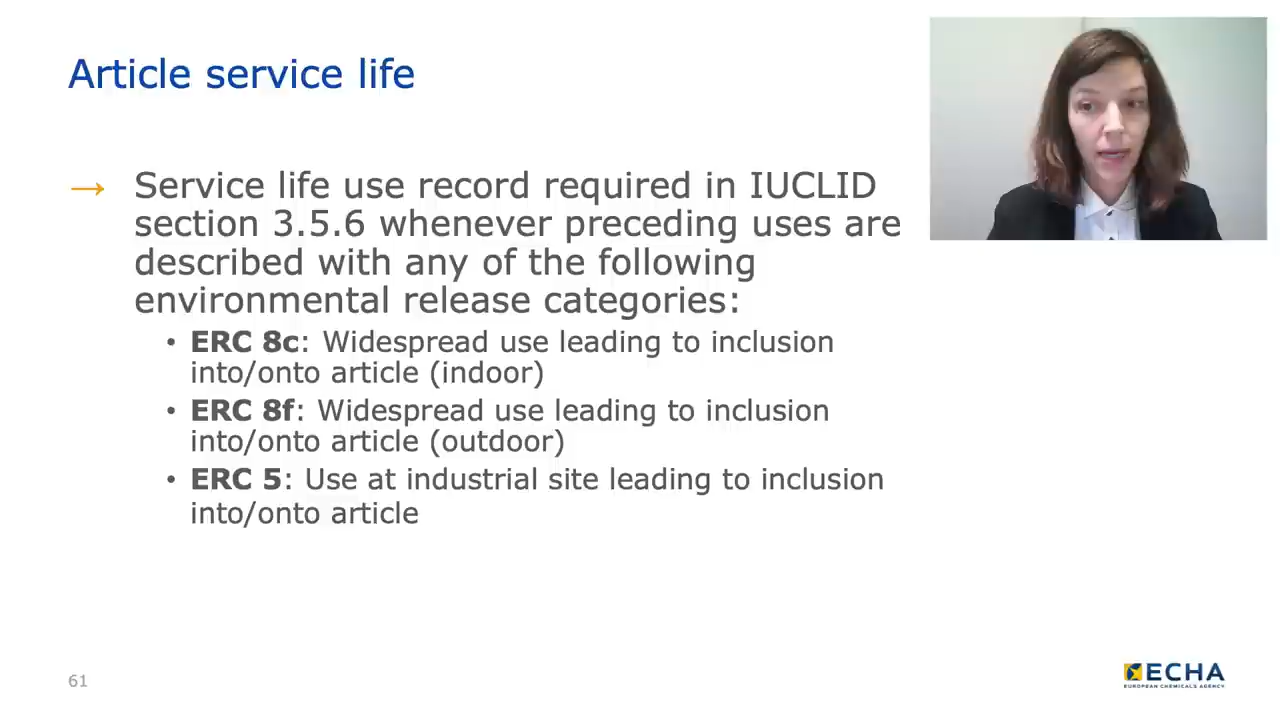 Article service life
→ Service life use record required in IUCLID
section 3.5.6 whenever preceding uses are
described with any of the following
environmental release categories:
• ERC 8c: Widespread use leading to inclusion
into/onto article (indoor)
• ERC 8f: Widespread use leading to inclusion
into/onto article (outdoor)
• ERC 5: Use at industrial site leading to inclusion
into/onto article
61
ECHA
EUROPEAN CHEMICALS AGENCY